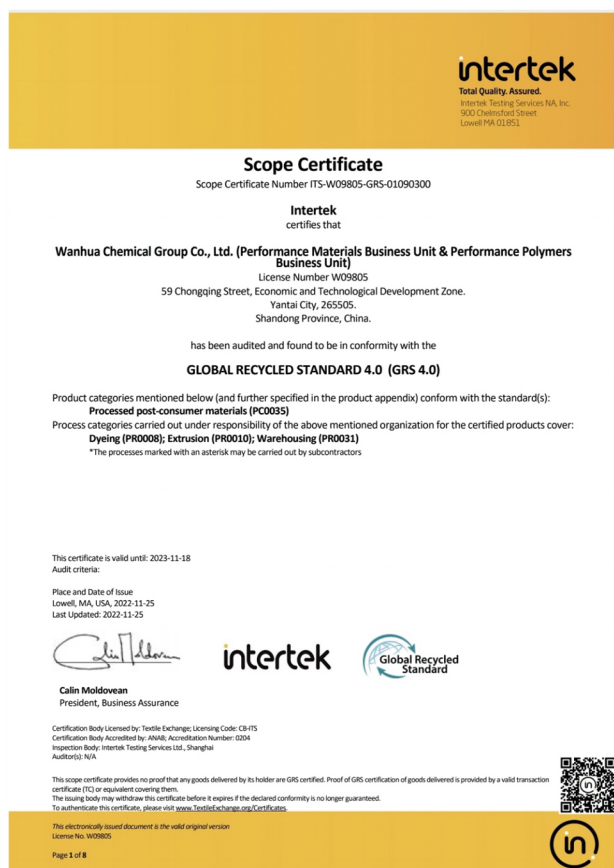 intertek
Total Quality. Assured.
Intertek Testing Services NA, Inc.
900 Chelmsford Street
Lowell MA 01851
Scope Certificate
Scope Certificate Number ITS-W09805-GRS-01090300
Intertek
certifies that
Wanhua Chemical Group Co., Ltd. (Performance Materials Business Unit & Performance Polymers
Business Unit)
License Number W09805
59 Chongqing Street, Economic and Technological Development Zone.
Yantai City, 265505.
Shandong Province, China.
has been audited and found to be in conformity with the
GLOBAL RECYCLED STANDARD 4.0 (GRS 4.0)
Product categories mentioned below (and further specified in the product appendix) conform with the standard(s):
Processed post-consumer materials (PC0035)
Process categories carried out under responsibility of the above mentioned organization for the certified products cover:
Dyeing (PR0008); Extrusion (PR0010); Warehousing (PR0031)
*The processes marked with an asterisk may be carried out by subcontractors
This certificate is valid until: 2023-11-18
Audit criteria:
Place and Date of Issue
Lowell, MA, USA, 2022-11-25
Last Updated: 2022-11-25
Calin Moldovean
intertek
Global Recycled
Standard
Calin Moldovean
President, Business Assurance
Certification Body Licensed by: Textile Exchange; Licensing Code: CB-ITS
Certification Body Accredited by: ANAB; Accreditation Number: 0204
Inspection Body: Intertek Testing Services Ltd., Shanghai
Auditor(s): N/A
This scope certificate provides no proof that any goods delivered by its holder are GRS certified. Proof of GRS certification of goods delivered is provided by a valid transaction
certificate (TC) or equivalent covering them.
The issuing body may withdraw this certificate before it expires if the declared conformity is no longer guaranteed.
To authenticate this certificate, please visit www.TextileExchange.org/Certificates.
This electronically issued document is the valid original version
License No. W09805
Page 1 of 8
in